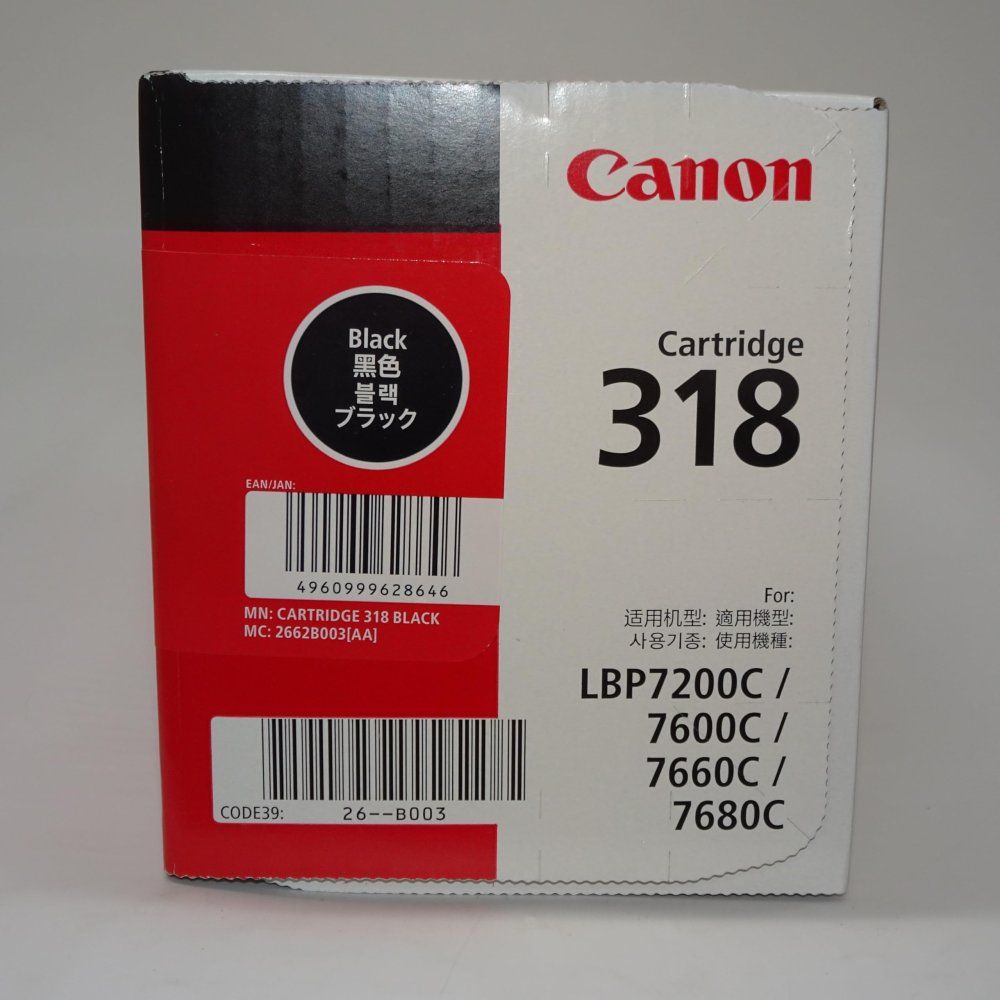 Canon
Black
黑色
블랙
ブラック
Cartridge
318
EAN/JAN:
4960999628646
MN: CARTRIDGE 318 BLACK
MC: 2662B003[AA]
For:
适用机型: 適用機型:
사용기종: 使用機種:
LBP7200C /
7600C /
7660C /
7680C
CODE39:
26--B003